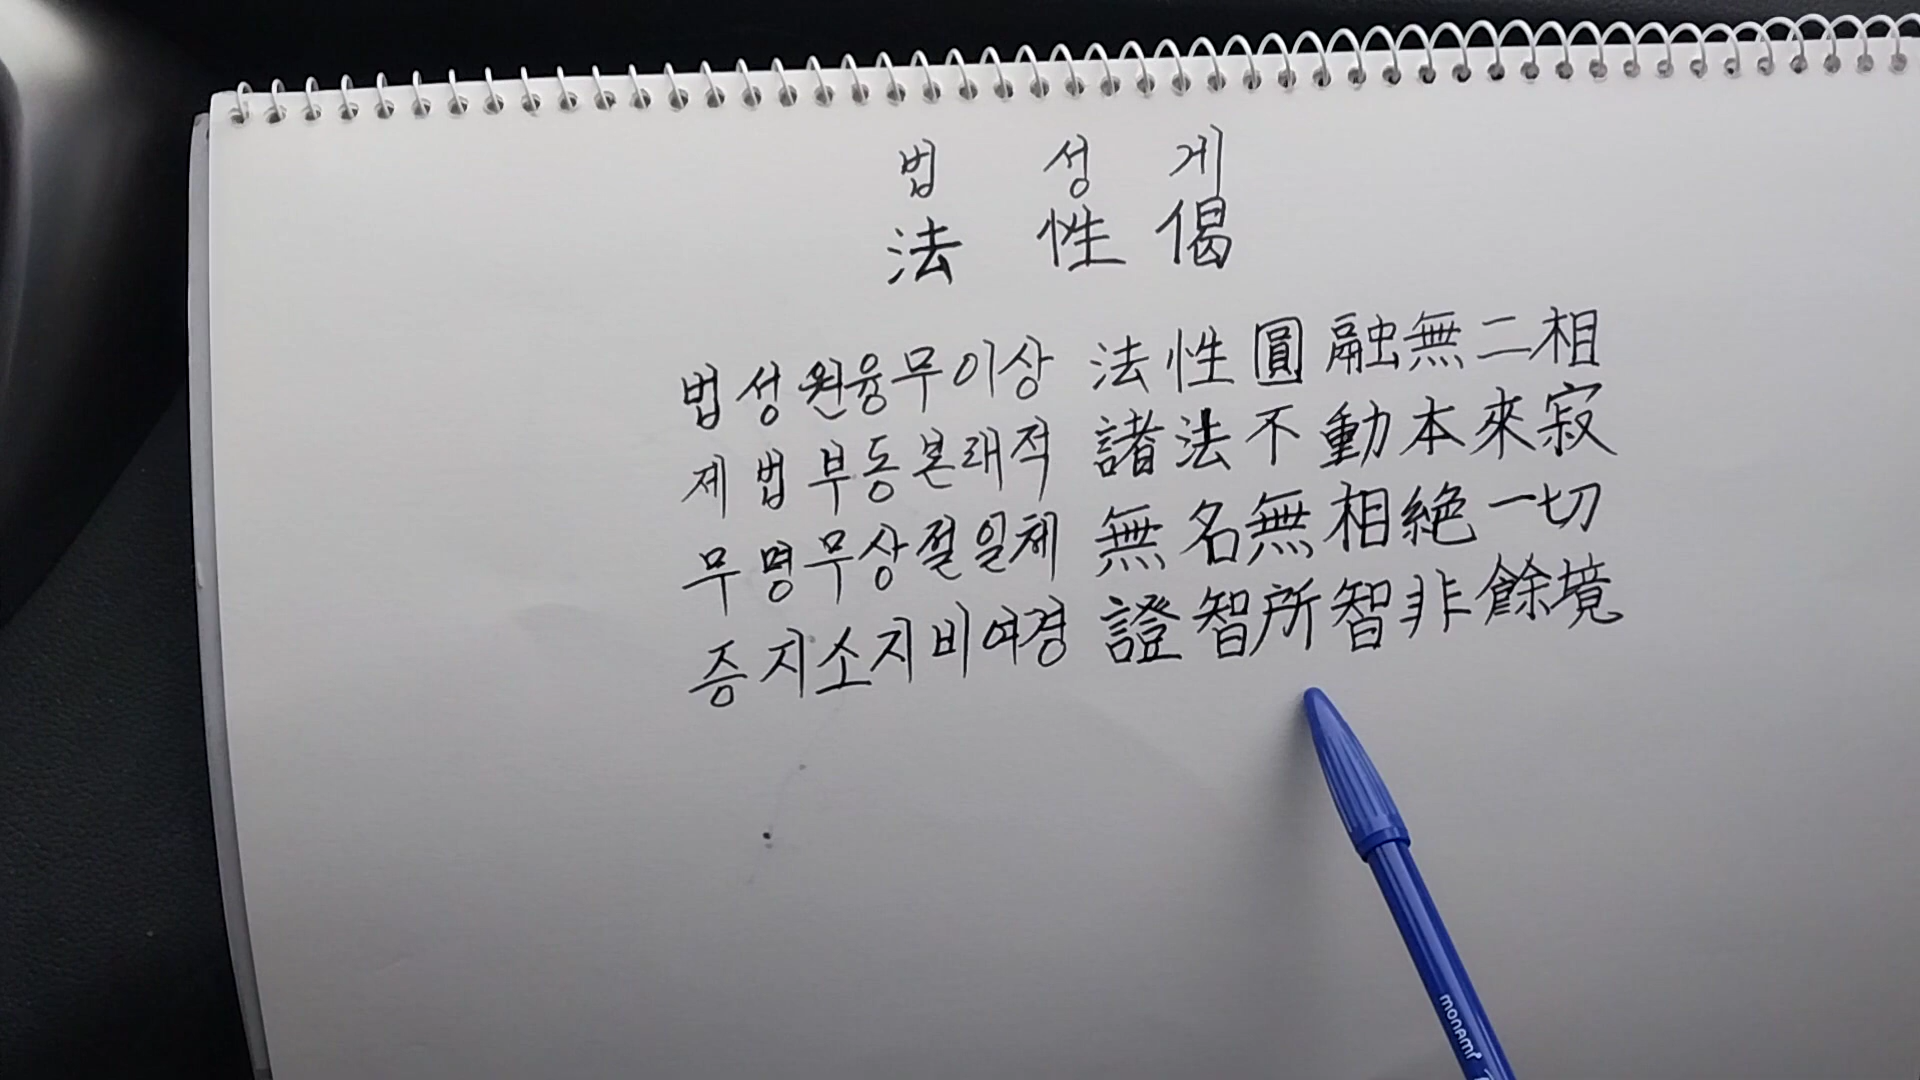 법 성 게
法 性 偈
법성원융무이상 法性圓融無二相
제법부동본래적 諸法不動本來寂
무명무상절일체 無名無相絶一切
증지소지비여경 證智所智非餘境
monami